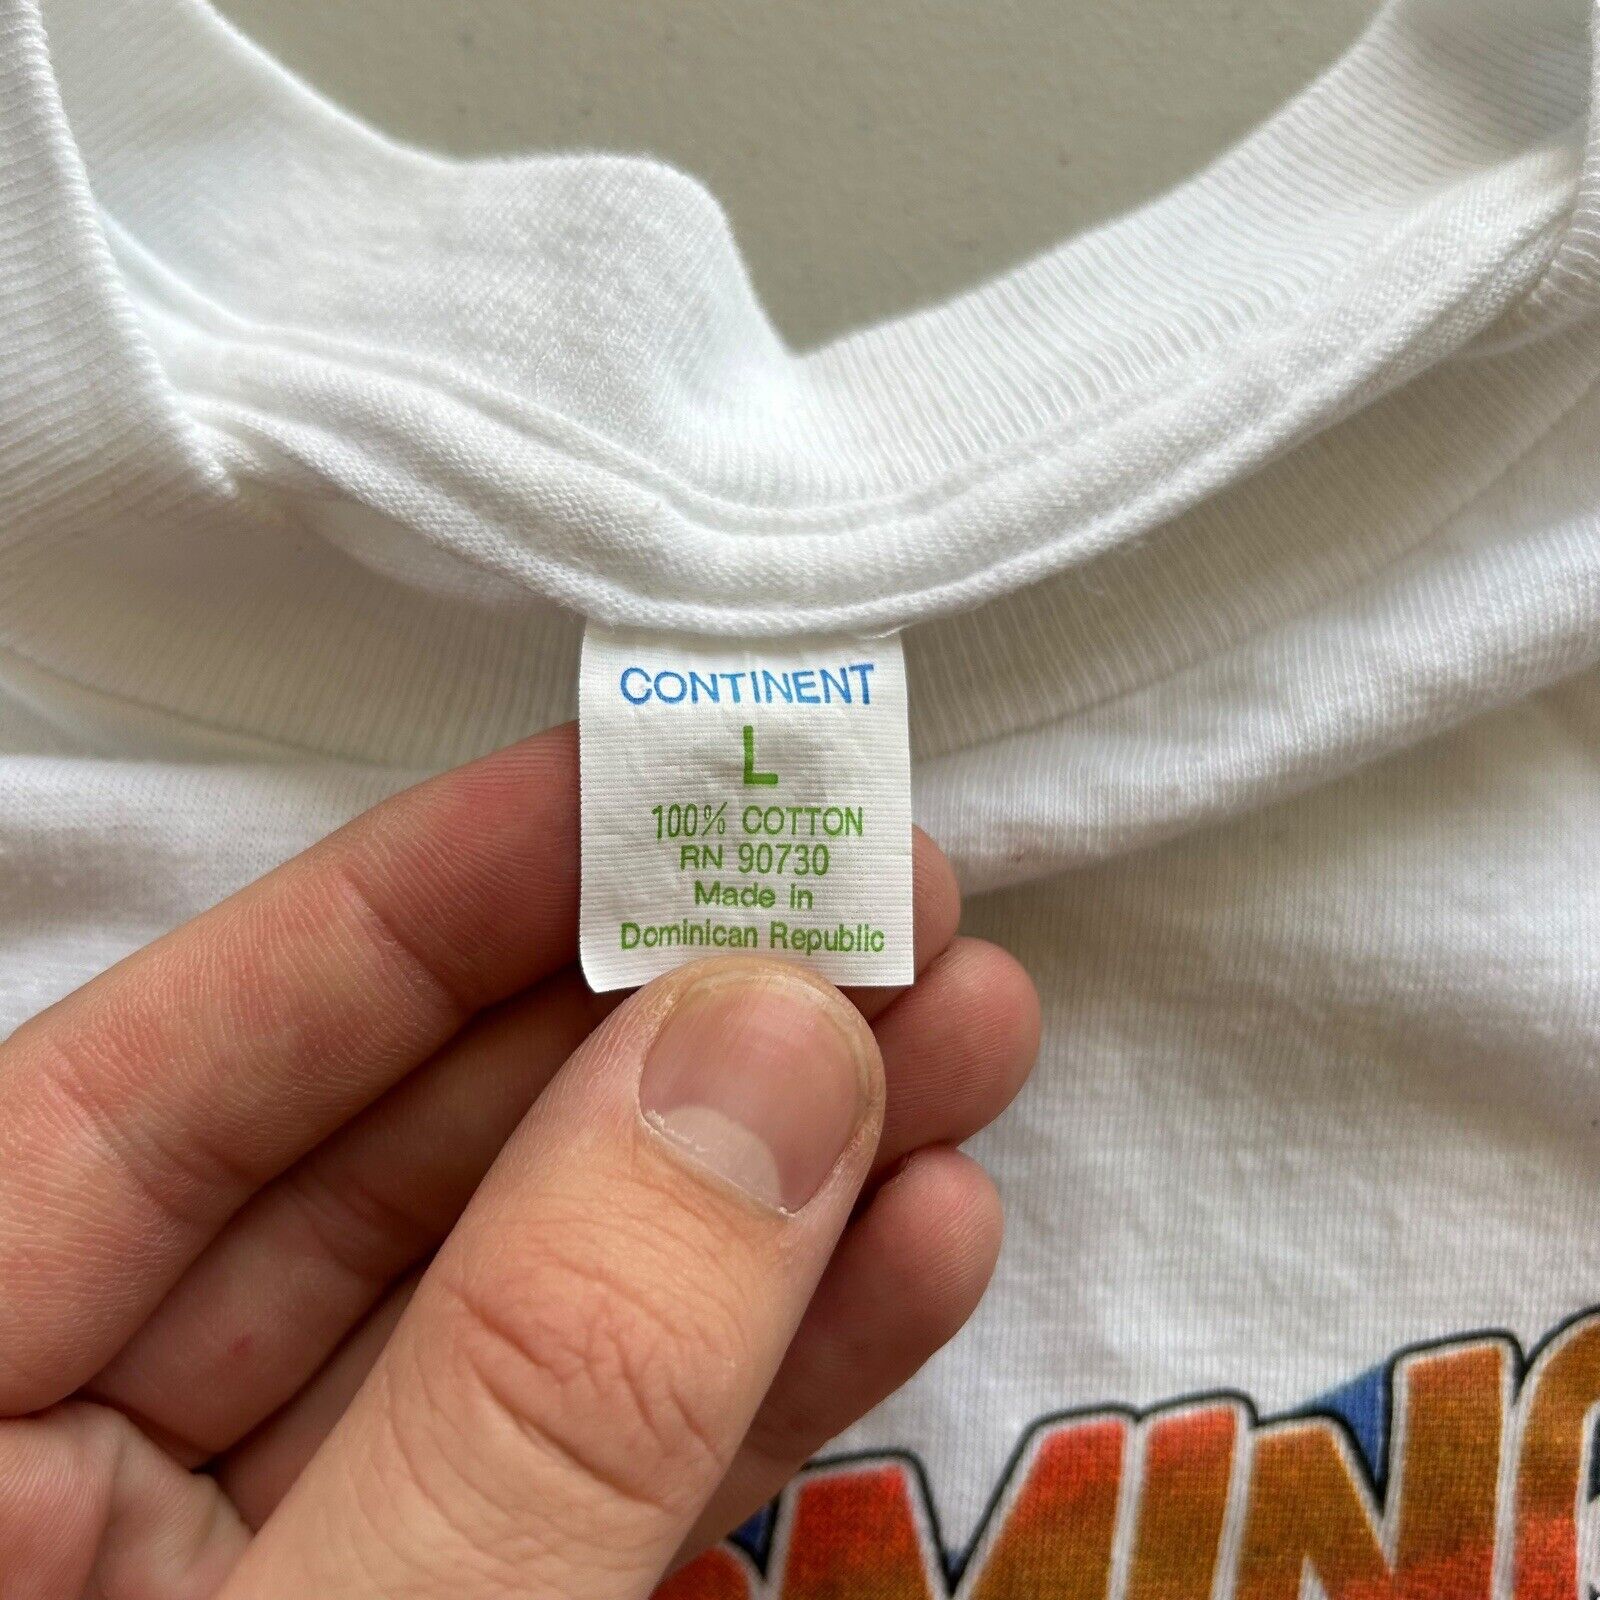 CONTINENT
L
100% COTTON
RN 90730
Made in
Dominican Republic